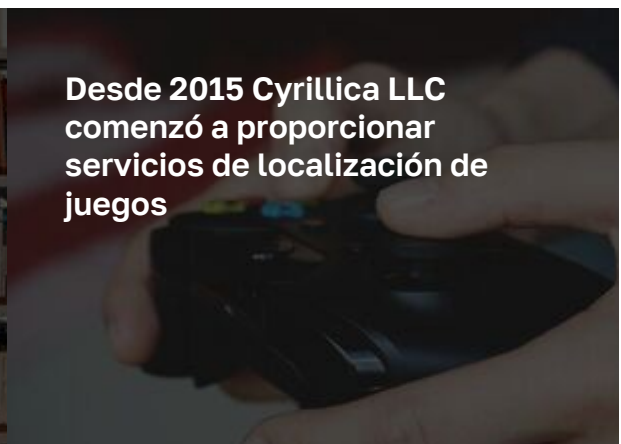 Desde 2015 Cyrillica LLC
comenzó a proporcionar
servicios de localización de
juegos